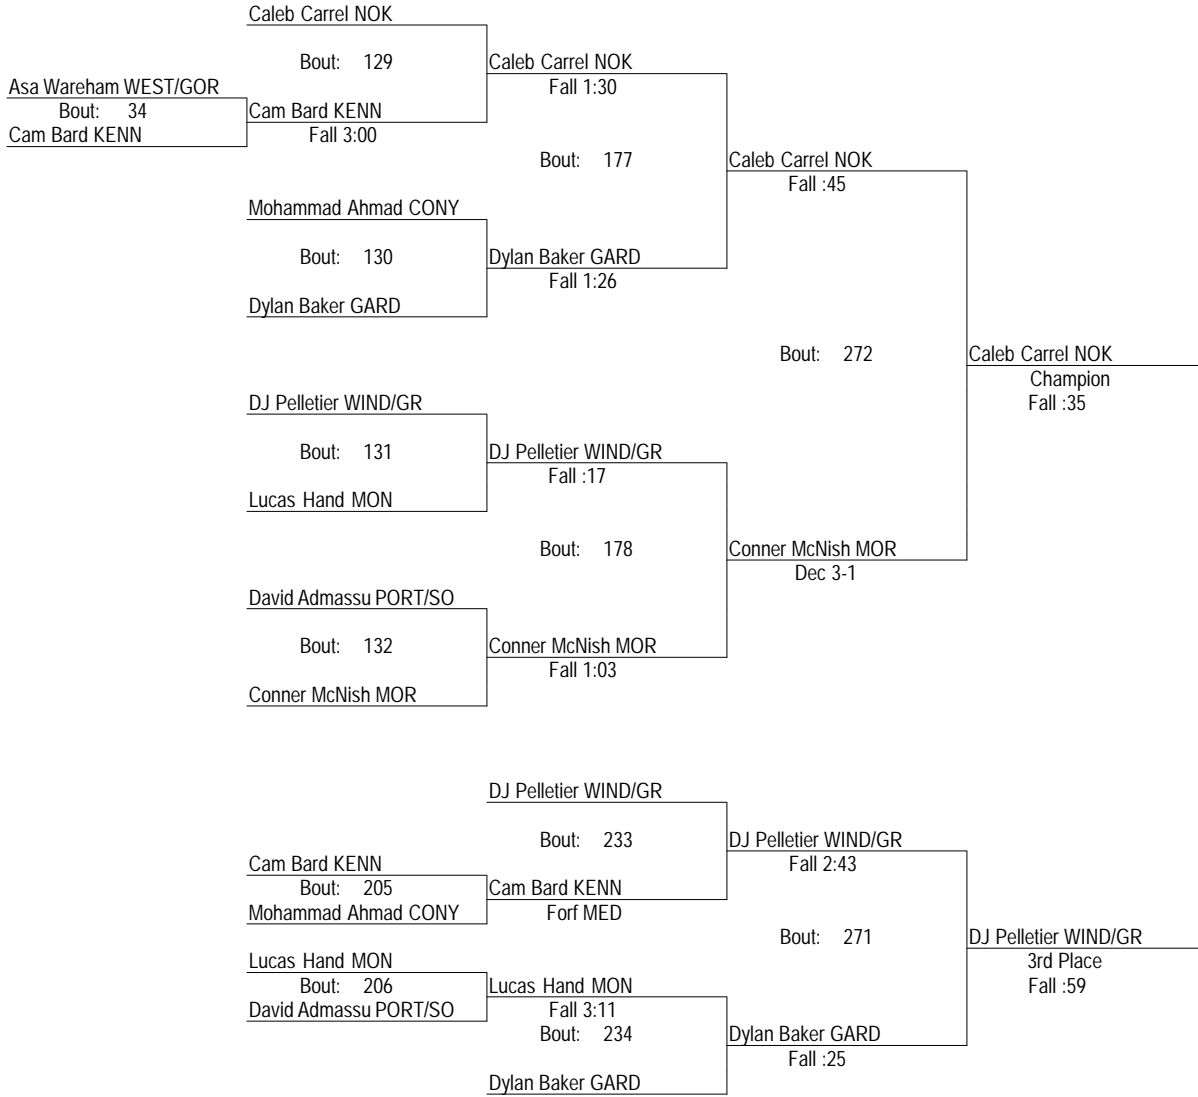 Caleb Carrel NOK
Bout: 129
Caleb Carrel NOK
Fall 1:30
Asa Wareham WEST/GOR
Bout: 34
Cam Bard KENN
Cam Bard KENN
Fall 3:00
Bout: 177
Caleb Carrel NOK
Fall :45
Mohammad Ahmad CONY
Bout: 130
Dylan Baker GARD
Fall 1:26
Dylan Baker GARD
Bout: 272
Caleb Carrel NOK
Champion
Fall :35
DJ Pelletier WIND/GR
Bout: 131
DJ Pelletier WIND/GR
Fall :17
Lucas Hand MON
Bout: 178
Conner McNish MOR
Dec 3-1
David Admassu PORT/SO
Bout: 132
Conner McNish MOR
Fall 1:03
Conner McNish MOR
DJ Pelletier WIND/GR
Bout: 233
DJ Pelletier WIND/GR
Fall 2:43
Cam Bard KENN
Bout: 205
Mohammad Ahmad CONY
Cam Bard KENN
Forf MED
Bout: 271
DJ Pelletier WIND/GR
3rd Place
Fall :59
Lucas Hand MON
Bout: 206
David Admassu PORT/SO
Lucas Hand MON
Fall 3:11
Bout: 234
Dylan Baker GARD
Fall :25
Dylan Baker GARD